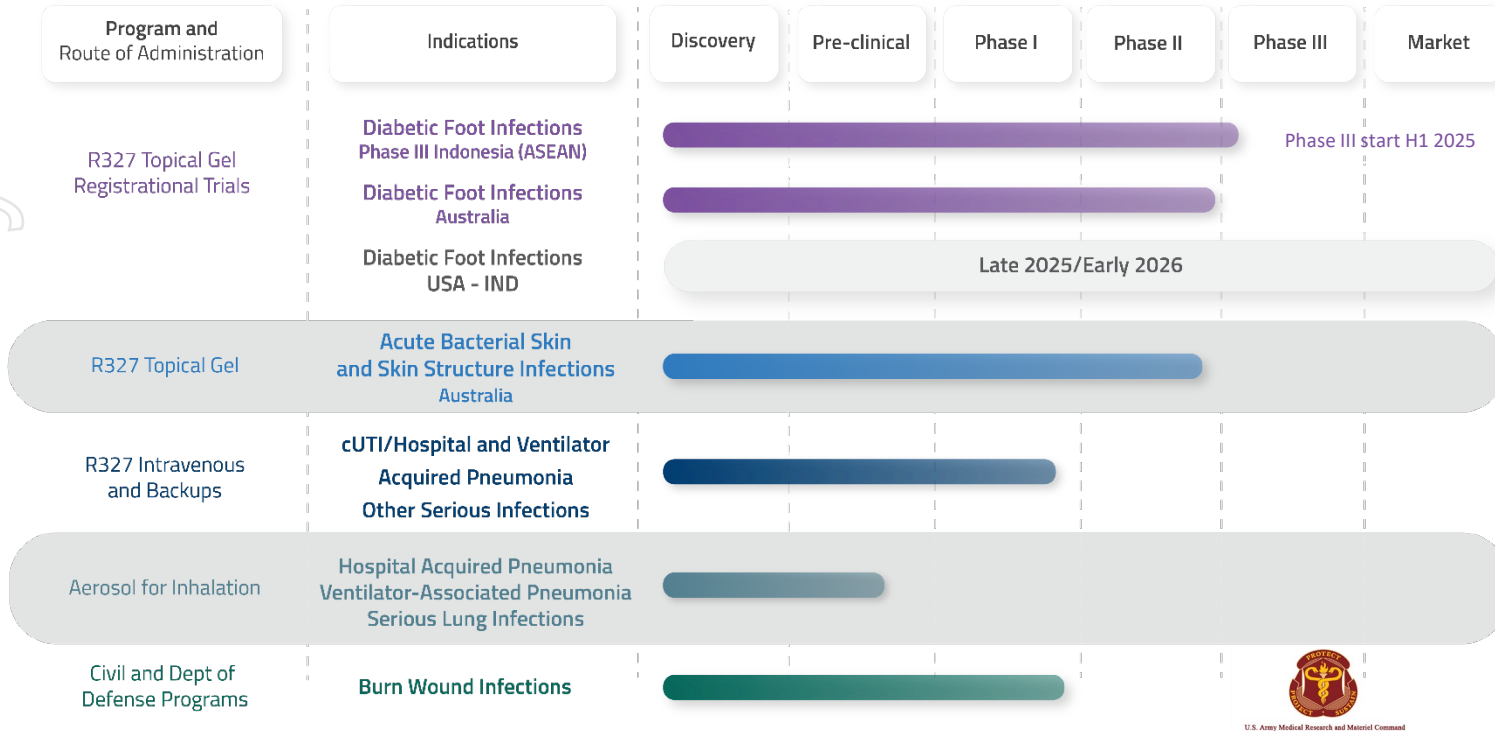 Program and
Route of Administration
Indications
Discovery
Pre-clinical
Phase I
Phase II
Phase III
Market
R327 Topical Gel
Registrational Trials
Diabetic Foot Infections
Phase III Indonesia (ASEAN)
Phase III start H1 2025
Diabetic Foot Infections
Australia
Diabetic Foot Infections
USA - IND
Late 2025/Early 2026
R327 Topical Gel
Acute Bacterial Skin
and Skin Structure Infections
Australia
R327 Intravenous
and Backups
cUTI/Hospital and Ventilator
Acquired Pneumonia
Other Serious Infections
Aerosol for Inhalation
Hospital Acquired Pneumonia
Ventilator-Associated Pneumonia
Serious Lung Infections
Civil and Dept of
Defense Programs
Burn Wound Infections
PROTECT
PROJECT
SUSTAIN
U.S. Army Medical Research and Materiel Command